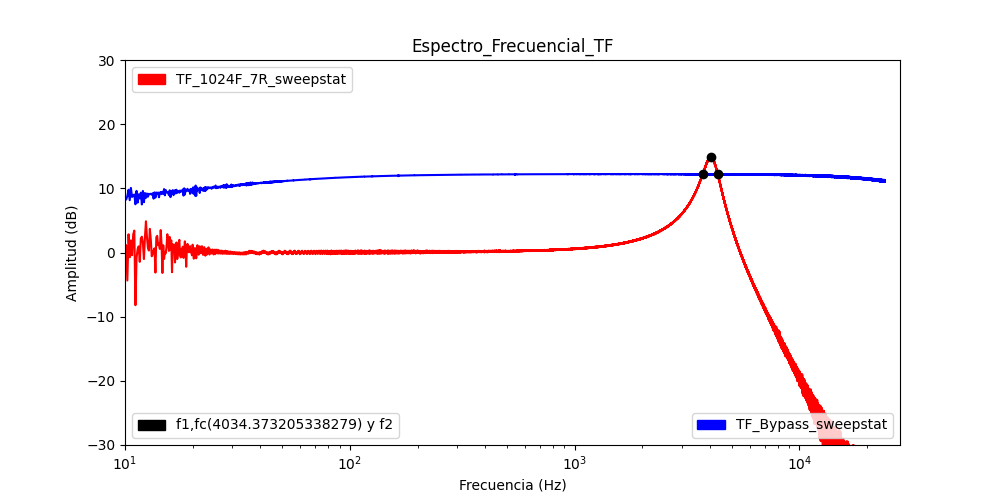 Espectro_Frecuencial_TF
30
20
10
0
−10
−20
−30
Amplitud (dB)
TF_1024F_7R_sweepstat
f1,fc(4034.373205338279) y f2
TF_Bypass_sweepstat
10¹
10²
10³
10⁴
Frecuencia (Hz)